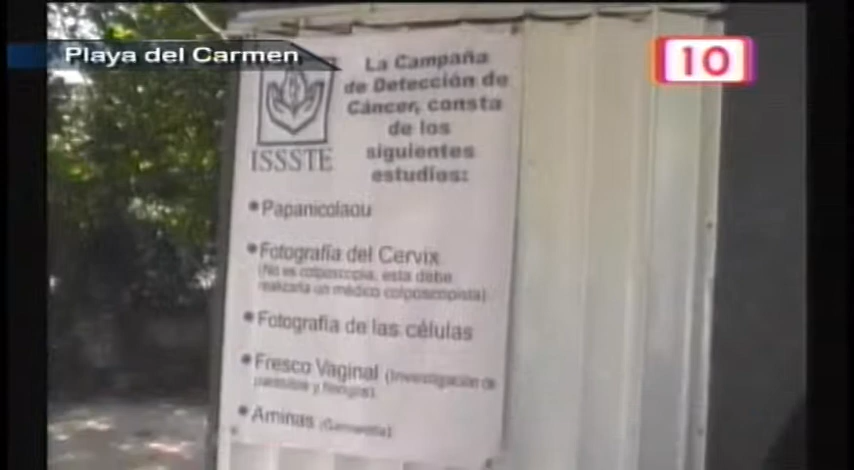 Playa del Carmen
10
La Campaña
de Detección de
Cáncer, consta
de los
siguientes
estudios:
ISSSTE
•Papanicolaou
•Fotografía del Cervix
(No es colposcopia, esta debe
realizarla un médico colposcopista)
•Fotografía de las células
•Fresco Vaginal (Investigación de
parásitos y hongos)
•Aminas